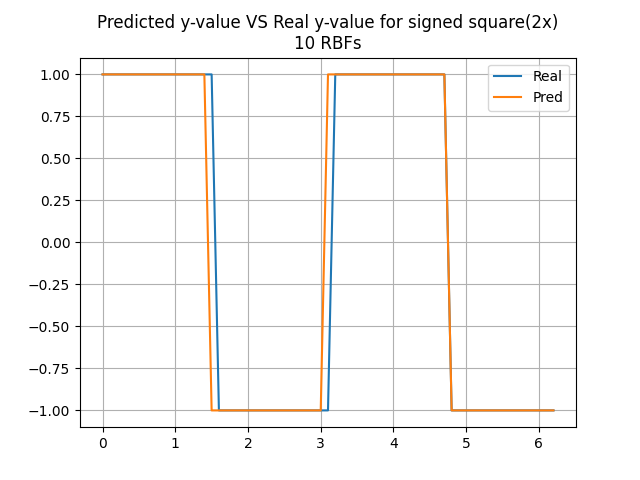 Predicted y-value VS Real y-value for signed square(2x)
10 RBFs
Real
Pred
1.00
0.75
0.50
0.25
0.00
−0.25
−0.50
−0.75
−1.00
0 1 2 3 4 5 6